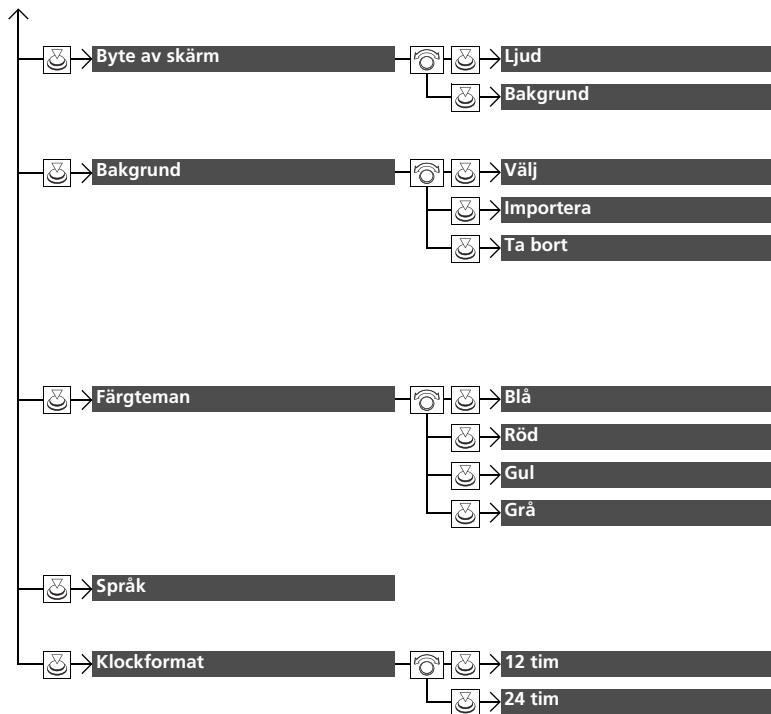 Byte av skärm
Ljud
Bakgrund
Bakgrund
Välj
Importera
Ta bort
Färgteman
Blå
Röd
Gul
Grå
Språk
Klockformat
12 tim
24 tim